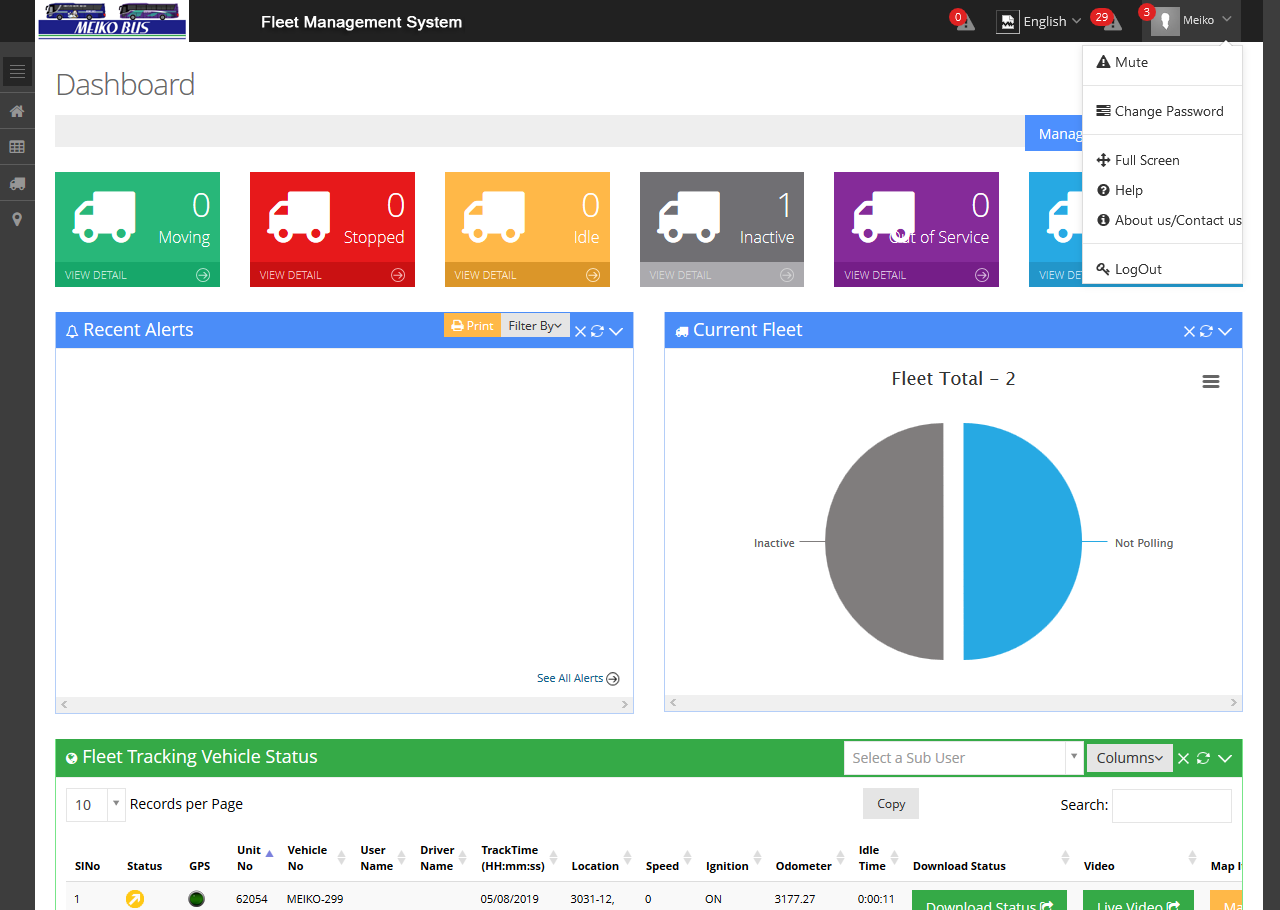 MEIKO BUS
Fleet Management System
0
English
29
3
Meiko
Mute
Change Password
Full Screen
Help
About us/Contact us
LogOut
Dashboard
Manag
0
Moving
VIEW DETAIL
0
Stopped
VIEW DETAIL
0
Idle
VIEW DETAIL
1
Inactive
VIEW DETAIL
0
Out of Service
VIEW DETAIL
VIEW DE
Recent Alerts
Print
Filter By
See All Alerts
Current Fleet
Fleet Total - 2
Inactive
Not Polling
Fleet Tracking Vehicle Status
Select a Sub User
Columns
10 Records per Page
Copy
Search:
SlNo
Status
GPS
Unit
No
Vehicle
No
User
Name
Driver
Name
TrackTime
(HH:mm:ss)
Location
Speed
Ignition
Odometer
Idle
Time
Download Status
Video
Map I
1 62054 MEIKO-299 05/08/2019 3031-12, 0 ON 3177.27 0:00:11 Download Status Live Video Ma